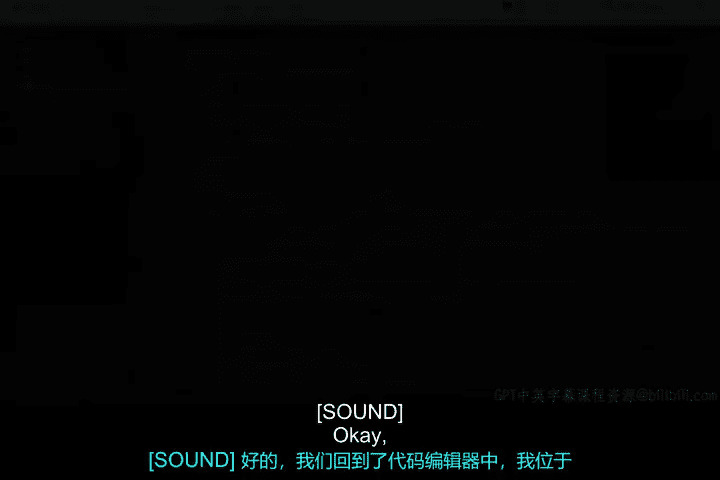 GPT中英字幕课程资源@bilibili.com
[SOUND]
Okay,
[SOUND] 好的，我们回到了代码编辑器中，我位于